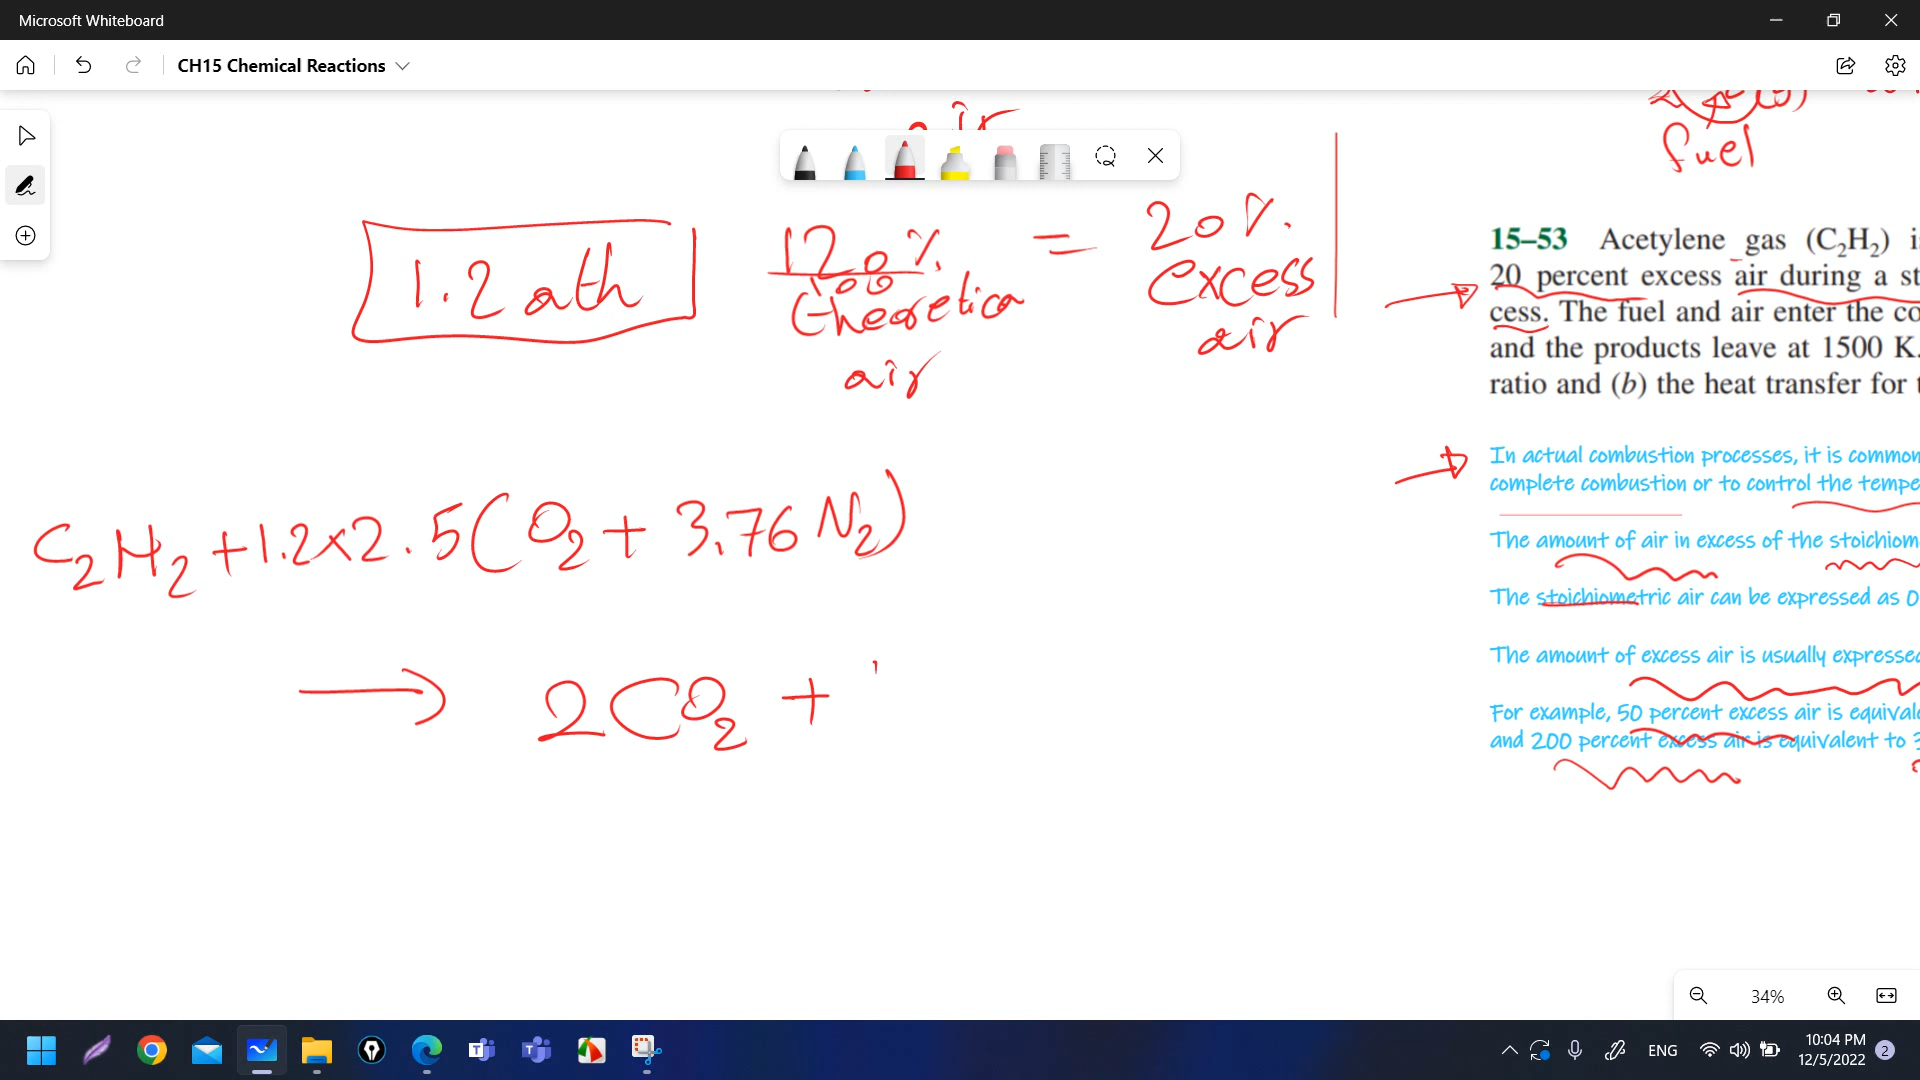 Microsoft Whiteboard
CH15 Chemical Reactions
air
fuel
1.2 ath
120%
100
theoretica
air
=
20%.
excess
air
15–53 Acetylene gas (C₂H₂) i
20 percent excess air during a st
cess. The fuel and air enter the co
and the products leave at 1500 K.
ratio and (b) the heat transfer for
In actual combustion processes, it is common
complete combustion or to control the tempe
The amount of air in excess of the stoichiom
The stoichiometric air can be expressed as 0
The amount of excess air is usually expressed
For example, 50 percent excess air is equivale
and 200 percent excess air is equivalent to 3
C₂H₂ + 1.2×2.5(O₂ + 3.76 N₂)
→ 2CO₂ +
34%
ENG
10:04 PM
12/5/2022
2